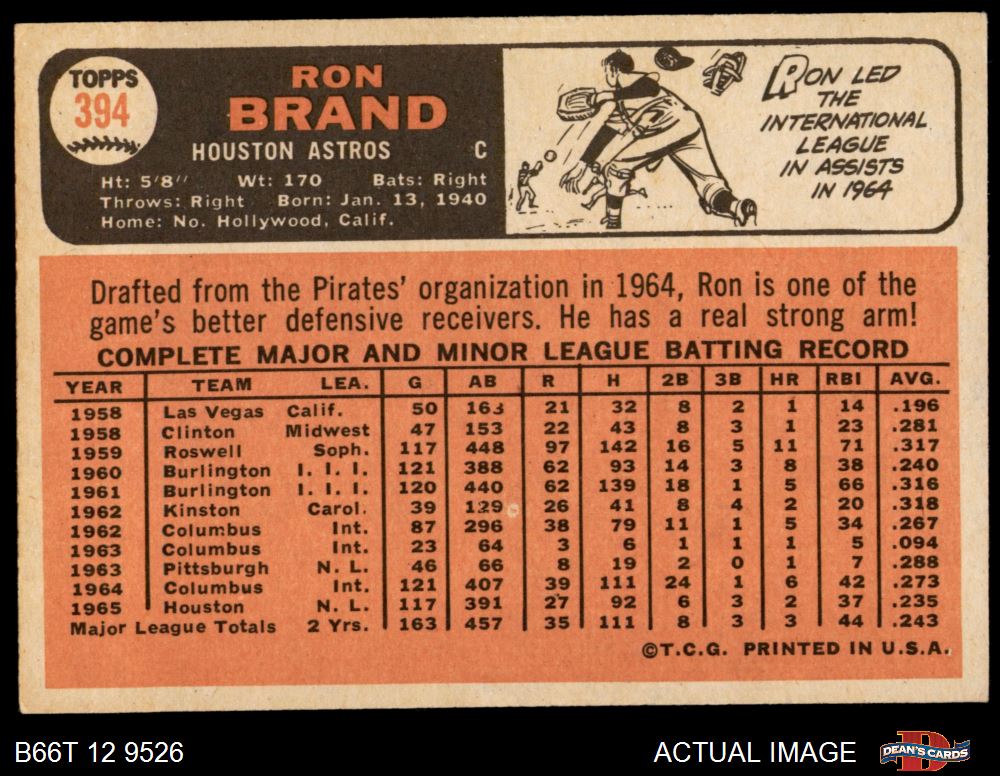 TOPPS
394
RON
BRAND
HOUSTON ASTROS C
Ht: 5'8" Wt: 170 Bats: Right
Throws: Right Born: Jan. 13, 1940
Home: No. Hollywood, Calif.
RON LED
THE
INTERNATIONAL
LEAGUE
IN ASSISTS
IN 1964
Drafted from the Pirates' organization in 1964, Ron is one of the
game's better defensive receivers. He has a real strong arm!
COMPLETE MAJOR AND MINOR LEAGUE BATTING RECORD
YEAR TEAM LEA. G AB R H 2B 3B HR RBI AVG.
1958 Las Vegas Calif. 50 163 21 32 8 2 1 14 .196
1958 Clinton Midwest 47 153 22 43 8 3 1 23 .281
1959 Roswell Soph. 117 448 97 142 16 5 11 71 .317
1960 Burlington I. I. I. 121 388 62 93 14 3 8 38 .240
1961 Burlington I. I. I. 120 440 62 139 18 1 5 66 .316
1962 Kinston Carol. 39 129 26 41 8 4 2 20 .318
1962 Columbus Int. 87 296 38 79 11 1 5 34 .267
1963 Columbus Int. 23 64 3 6 1 1 1 5 .094
1963 Pittsburgh N. L. 46 66 8 19 2 0 1 7 .288
1964 Columbus Int. 121 407 39 111 24 1 6 42 .273
1965 Houston N. L. 117 391 27 92 6 3 2 37 .235
Major League Totals 2 Yrs. 163 457 35 111 8 3 3 44 .243
©T.C.G. PRINTED IN U.S.A.
B66T 12 9526 ACTUAL IMAGE DEAN'S CARDS